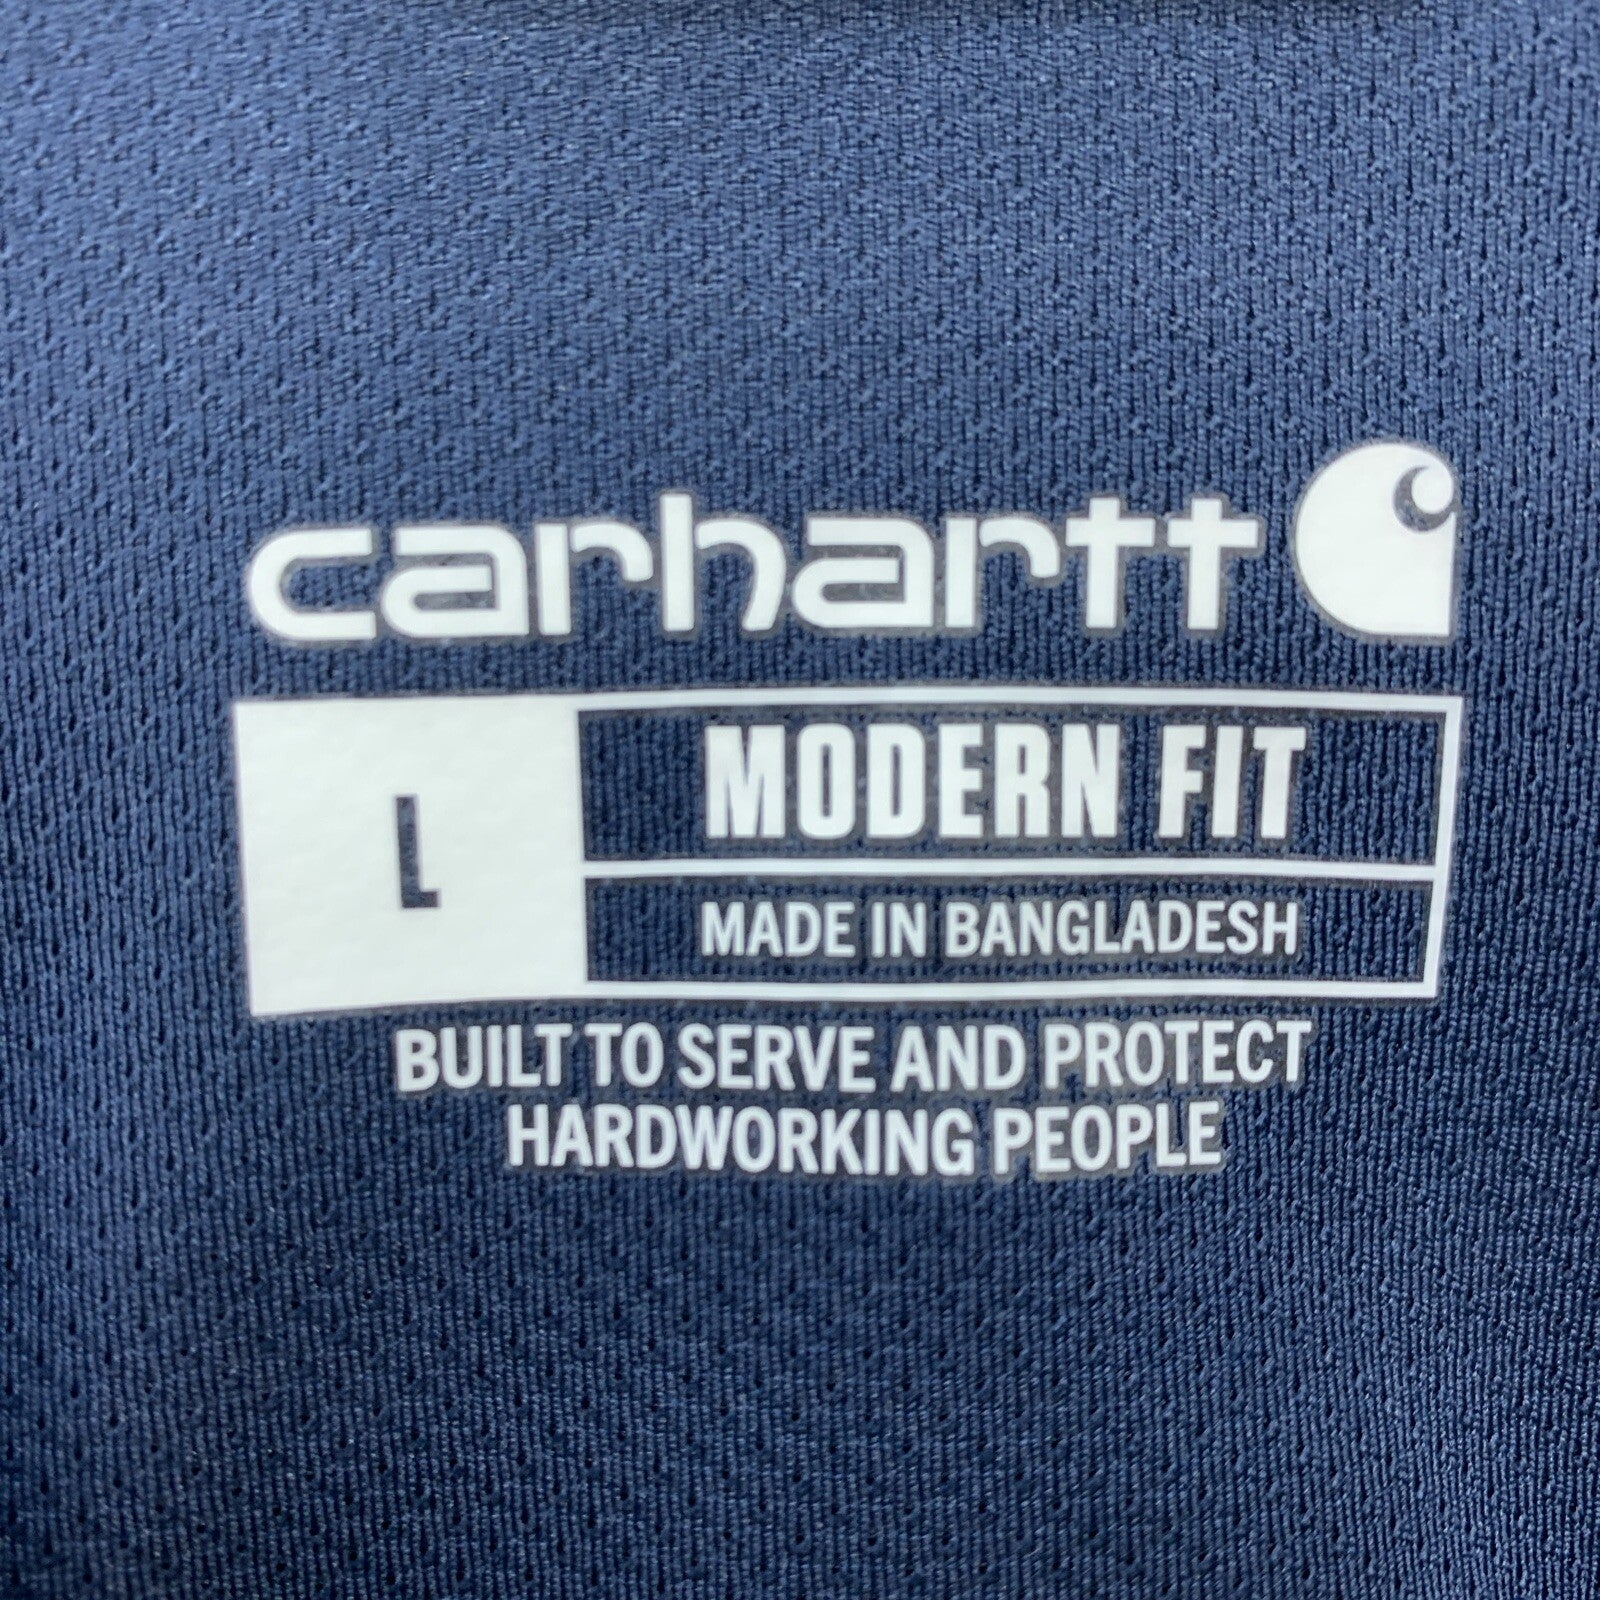 carhartt
L
MODERN FIT
MADE IN BANGLADESH
BUILT TO SERVE AND PROTECT
HARDWORKING PEOPLE